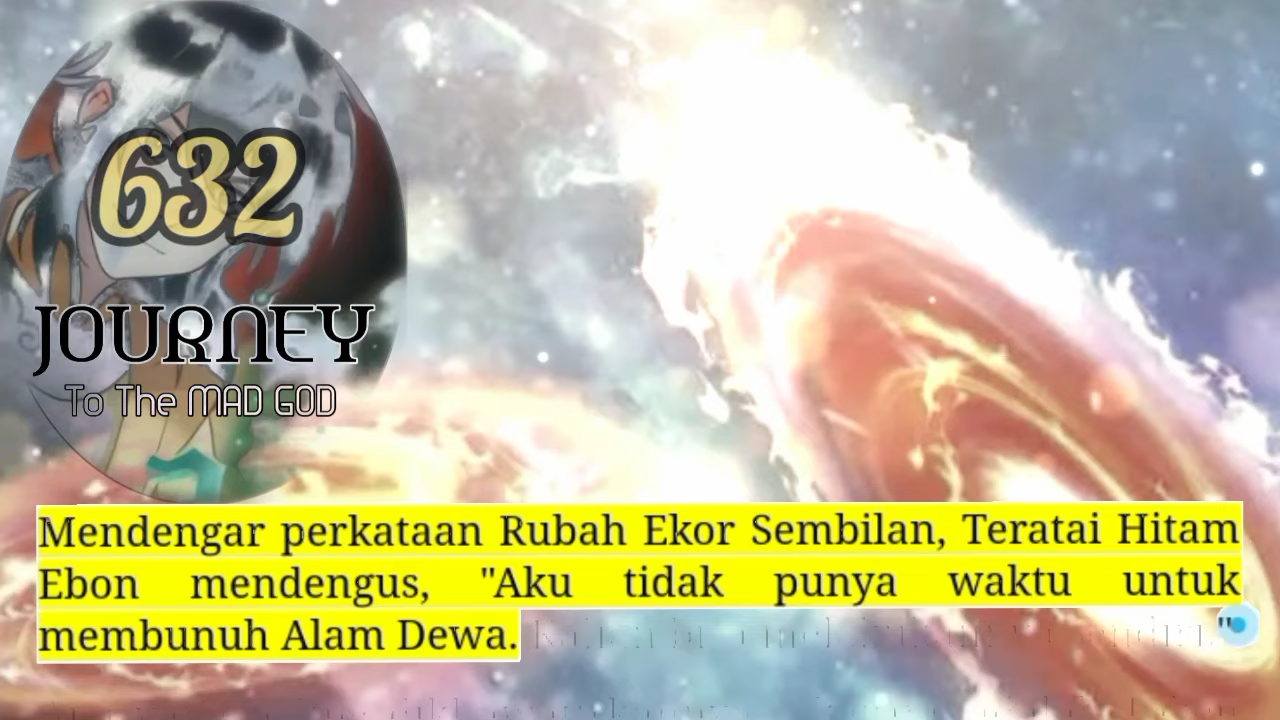 632
JOURNEY
To The MAD GOD
Mendengar perkataan Rubah Ekor Sembilan, Teratai Hitam
Ebon mendengus, "Aku tidak punya waktu untuk
membunuh Alam Dewa. "